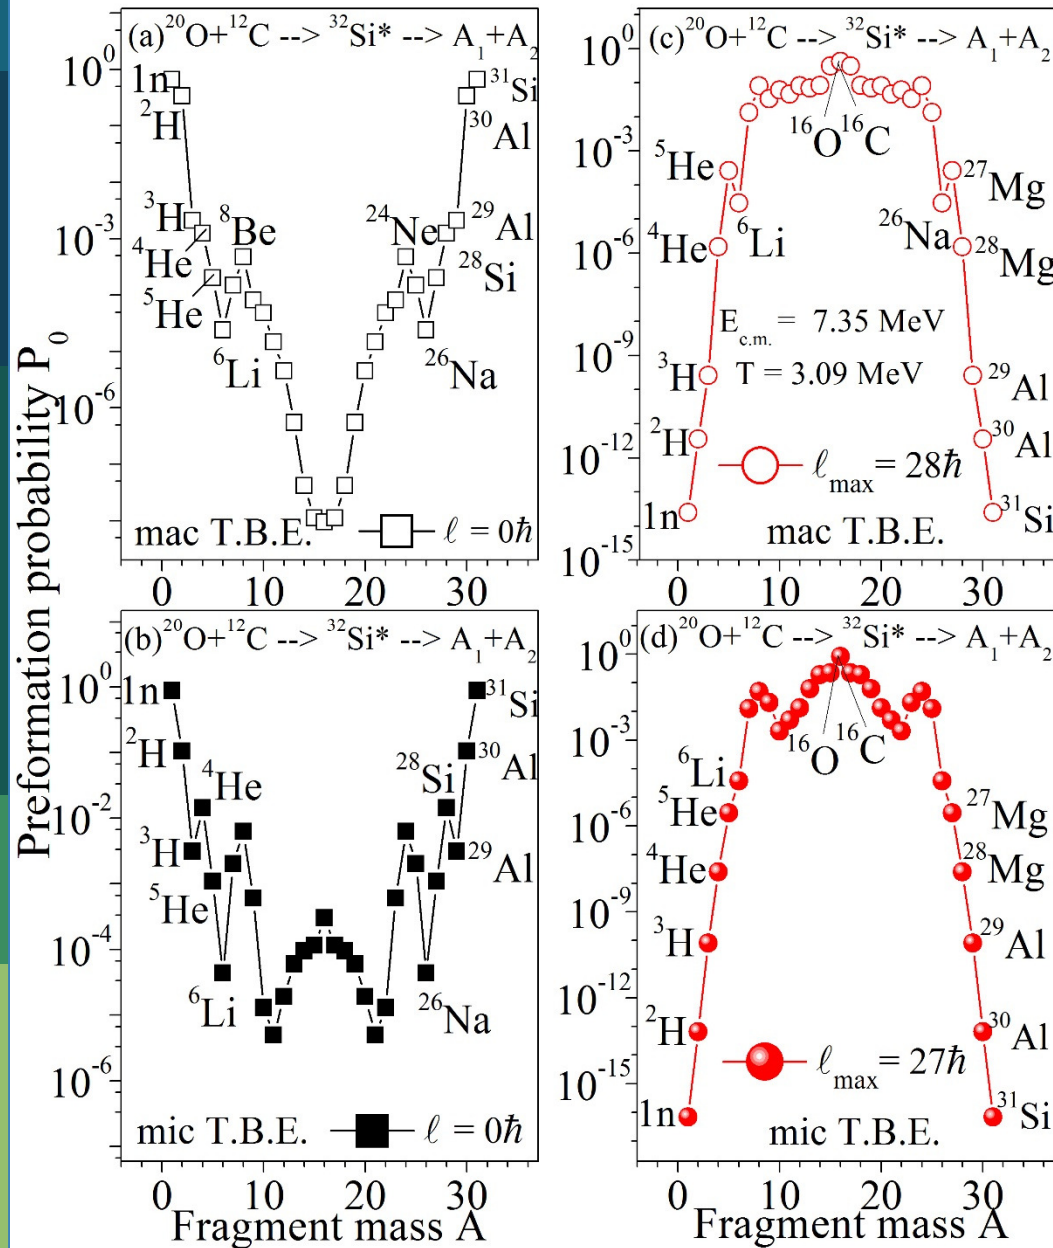 Preformation probability P₀
(a)²⁰O+¹²C --> ³²Si* --> A₁+A₂
10⁰
10⁻³
10⁻⁶
1n
²H
³H
⁴He
⁵He
⁶Li
⁸Be
²⁴Ne
³¹Si
³⁰Al
²⁹Al
²⁸Si
²⁶Na
mac T.B.E. ℓ = 0ħ
0 10 20 30
(c)²⁰O+¹²C --> ³²Si* --> A₁+A₂
10⁰
10⁻³
10⁻⁶
10⁻⁹
10⁻¹²
10⁻¹⁵
¹⁶O ¹⁶C
⁵He
⁶Li
⁴He
³H
²H
1n
²⁷Mg
²⁶Na
²⁸Mg
²⁹Al
³⁰Al
³¹Si
E_c.m. = 7.35 MeV
T = 3.09 MeV
ℓ_max = 28ħ
mac T.B.E.
0 10 20 30
(b)²⁰O+¹²C --> ³²Si* --> A₁+A₂
10⁰
10⁻²
10⁻⁴
10⁻⁶
1n
²H
⁴He
³H
⁵He
⁶Li
³¹Si
³⁰Al
²⁸Si
²⁹Al
²⁶Na
mic T.B.E. ℓ = 0ħ
0 10 20 30
Fragment mass A
(d)²⁰O+¹²C --> ³²Si* --> A₁+A₂
10⁰
10⁻³
10⁻⁶
10⁻⁹
10⁻¹²
10⁻¹⁵
¹⁶O ¹⁶C
⁶Li
⁵He
⁴He
³H
²H
1n
²⁷Mg
²⁸Mg
²⁹Al
³⁰Al
³¹Si
ℓ_max = 27ħ
mic T.B.E.
0 10 20 30
Fragment mass A